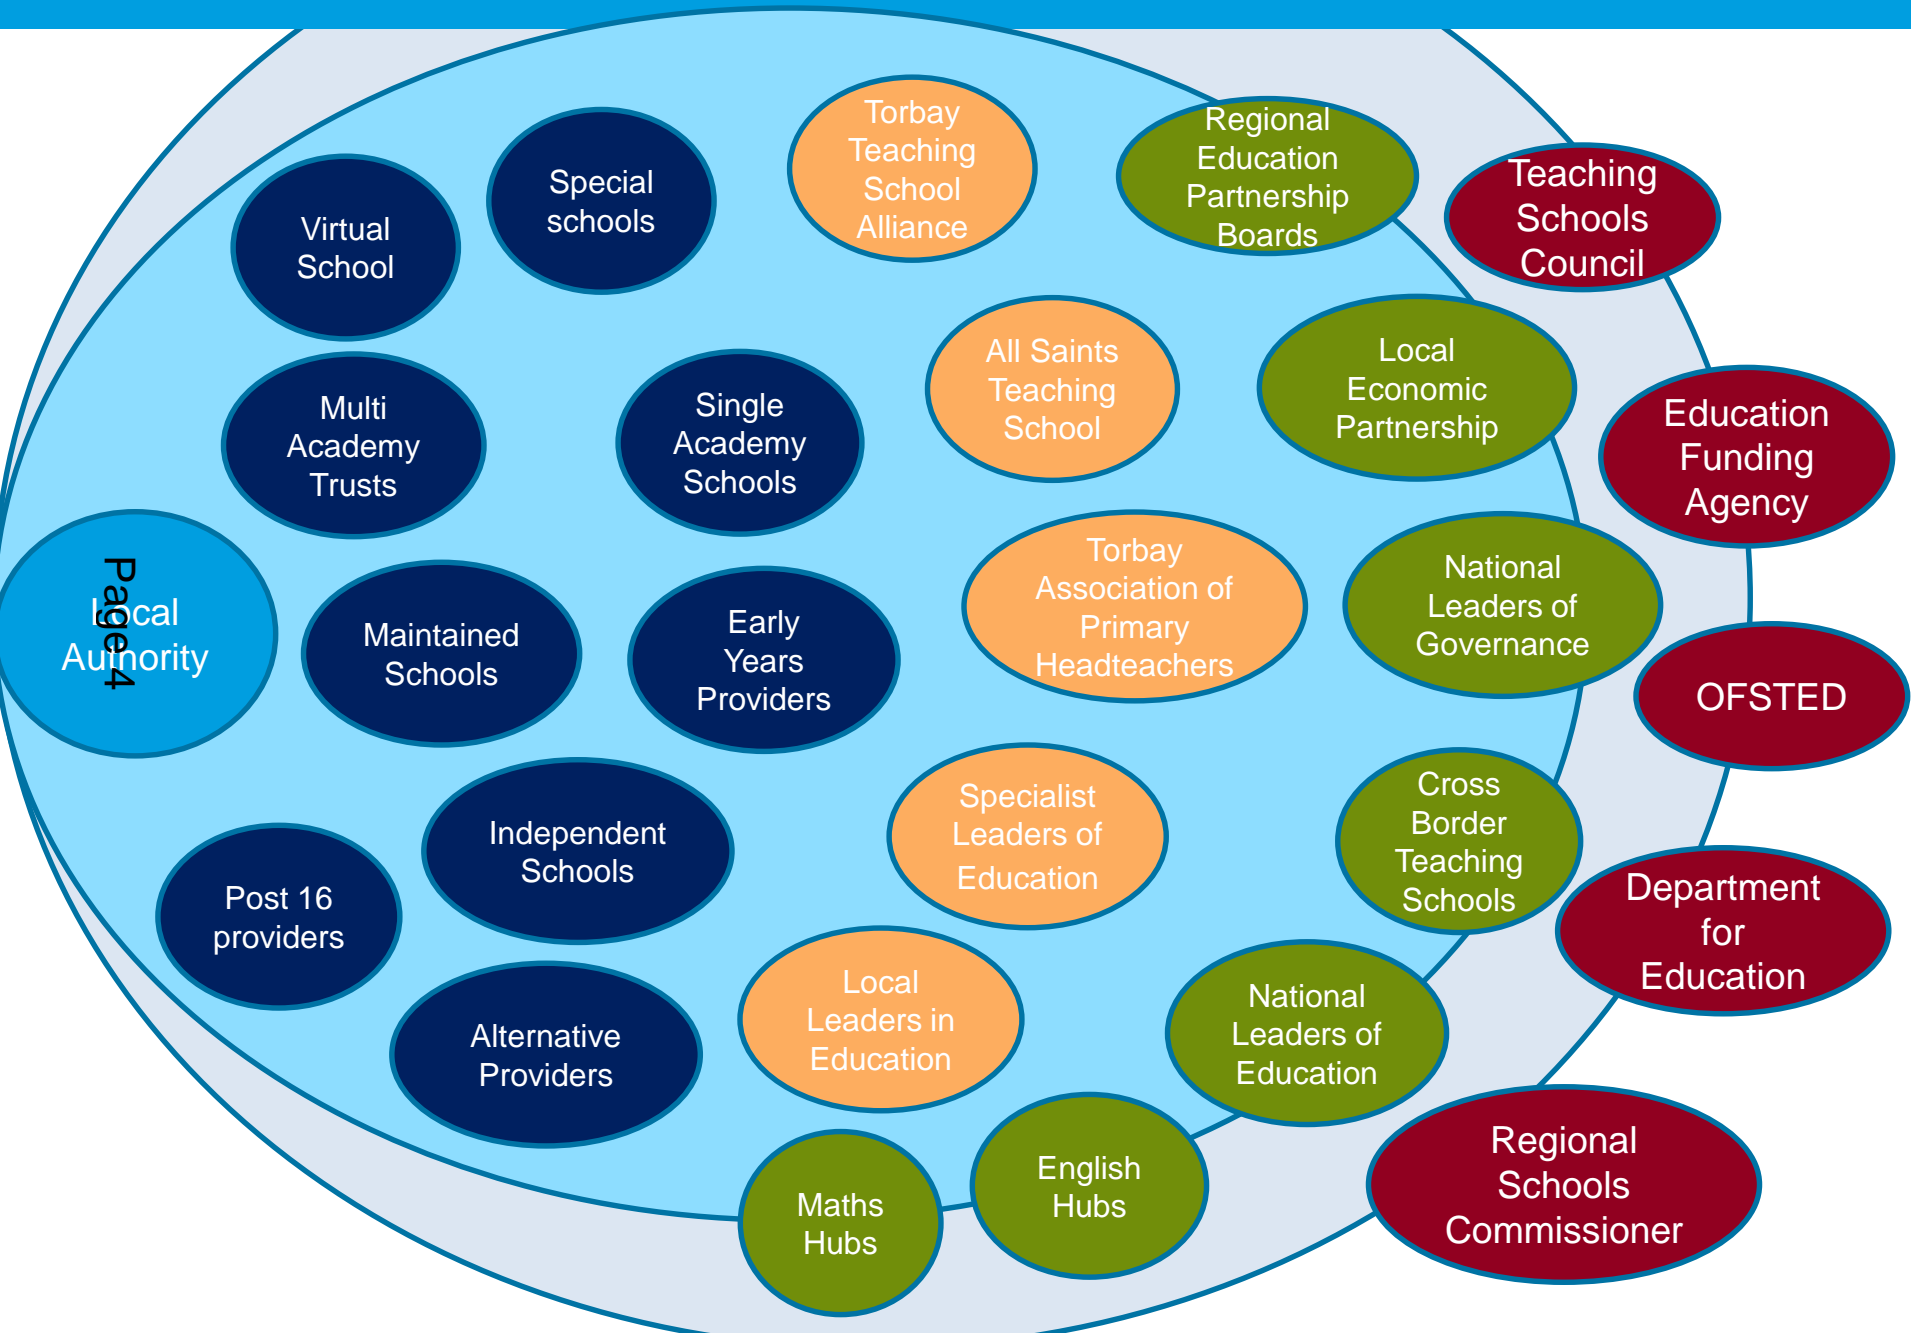 Torbay
Teaching
School
Alliance
Regional
Education
Partnership
Boards
Special
schools
Teaching
Schools
Council
Virtual
School
All Saints
Teaching
School
Local
Economic
Partnership
Multi
Academy
Trusts
Single
Academy
Schools
Education
Funding
Agency
Local
Authority
Page 4
Maintained
Schools
Early
Years
Providers
Torbay
Association of
Primary
Headteachers
National
Leaders of
Governance
OFSTED
Independent
Schools
Specialist
Leaders of
Education
Cross
Border
Teaching
Schools
Post 16
providers
Department
for
Education
Alternative
Providers
Local
Leaders in
Education
National
Leaders of
Education
Maths
Hubs
English
Hubs
Regional
Schools
Commissioner